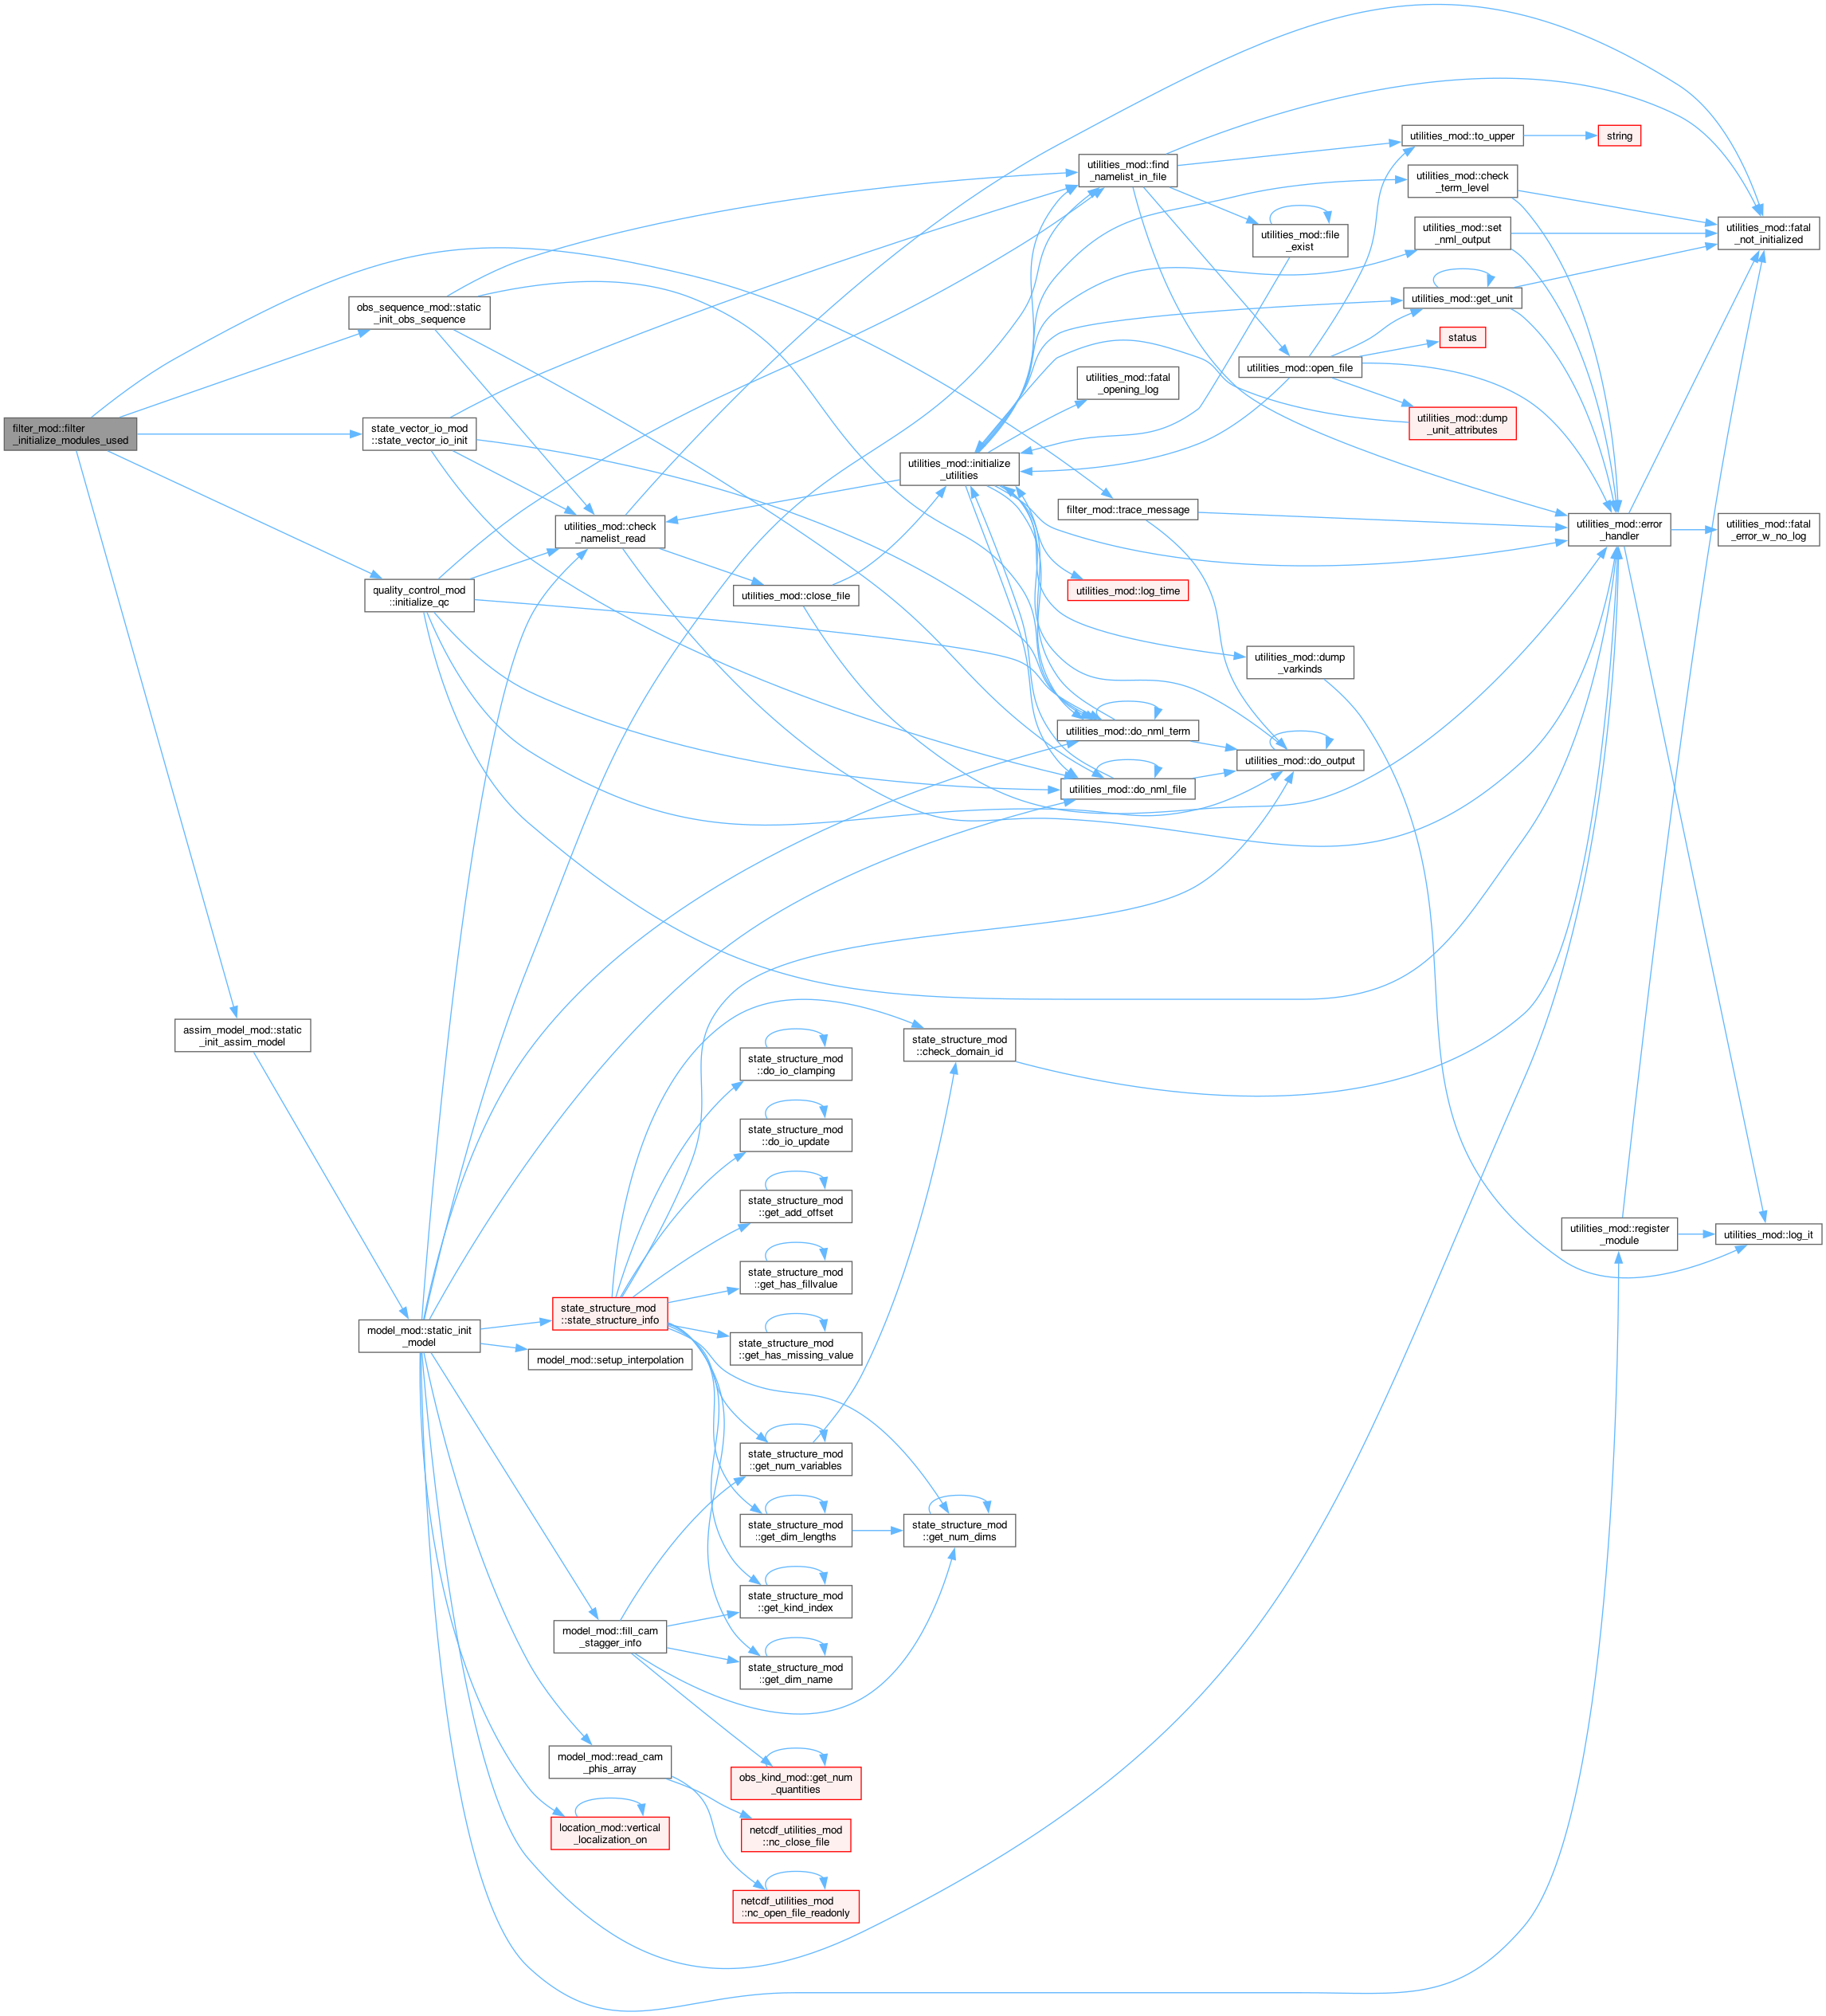 filter_mod::filter
_initialize_modules_used
obs_sequence_mod::static
_init_obs_sequence
state_vector_io_mod
::state_vector_io_init
quality_control_mod
::initialize_qc
assim_model_mod::static
_init_assim_model
model_mod::static_init
_model
utilities_mod::check
_namelist_read
utilities_mod::close_file
state_structure_mod
::state_structure_info
model_mod::setup_interpolation
model_mod::fill_cam
_stagger_info
model_mod::read_cam
_phis_array
location_mod::vertical
_localization_on
state_structure_mod
::do_io_clamping
state_structure_mod
::do_io_update
state_structure_mod
::get_add_offset
state_structure_mod
::get_has_fillvalue
state_structure_mod
::get_has_missing_value
state_structure_mod
::get_num_variables
state_structure_mod
::get_dim_lengths
state_structure_mod
::get_kind_index
state_structure_mod
::get_dim_name
obs_kind_mod::get_num
_quantities
netcdf_utilities_mod
::nc_close_file
netcdf_utilities_mod
::nc_open_file_readonly
utilities_mod::initialize
_utilities
state_structure_mod
::check_domain_id
state_structure_mod
::get_num_dims
utilities_mod::find
_namelist_in_file
utilities_mod::fatal
_opening_log
filter_mod::trace_message
utilities_mod::log_time
utilities_mod::do_nml_term
utilities_mod::do_nml_file
utilities_mod::file
_exist
utilities_mod::open_file
utilities_mod::dump
_varkinds
utilities_mod::do_output
utilities_mod::to_upper
utilities_mod::check
_term_level
utilities_mod::set
_nml_output
utilities_mod::get_unit
status
utilities_mod::dump
_unit_attributes
string
utilities_mod::error
_handler
utilities_mod::register
_module
utilities_mod::fatal
_not_initialized
utilities_mod::fatal
_error_w_no_log
utilities_mod::log_it